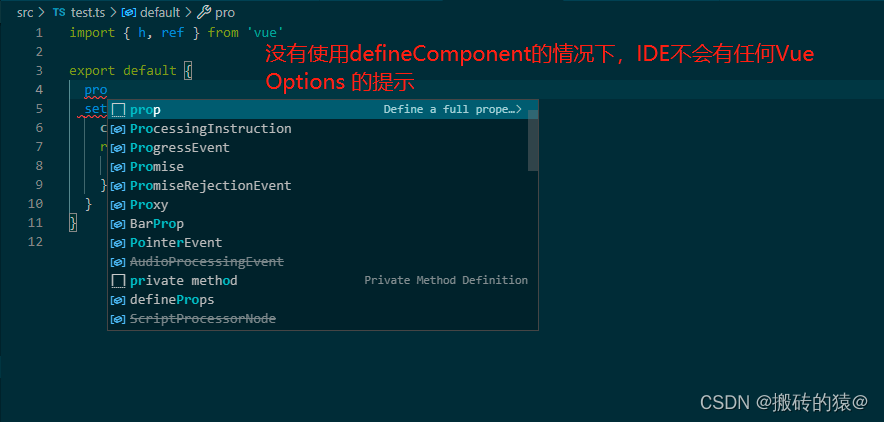 src > TS test.ts > default > pro
1 import { h, ref } from 'vue'
2
没有使用defineComponent的情况下，IDE不会有任何Vue
Options 的提示
3 export default {
4 pro
5 set
prop Define a full prope…>
6 c ProcessingInstruction
7 r ProgressEvent
8 Promise
9 } PromiseRejectionEvent
10 } Proxy
11 } BarProp
12 PointerEvent
AudioProcessingEvent
private method Private Method Definition
defineProps
ScriptProcessorNode
CSDN @搬砖的猿@